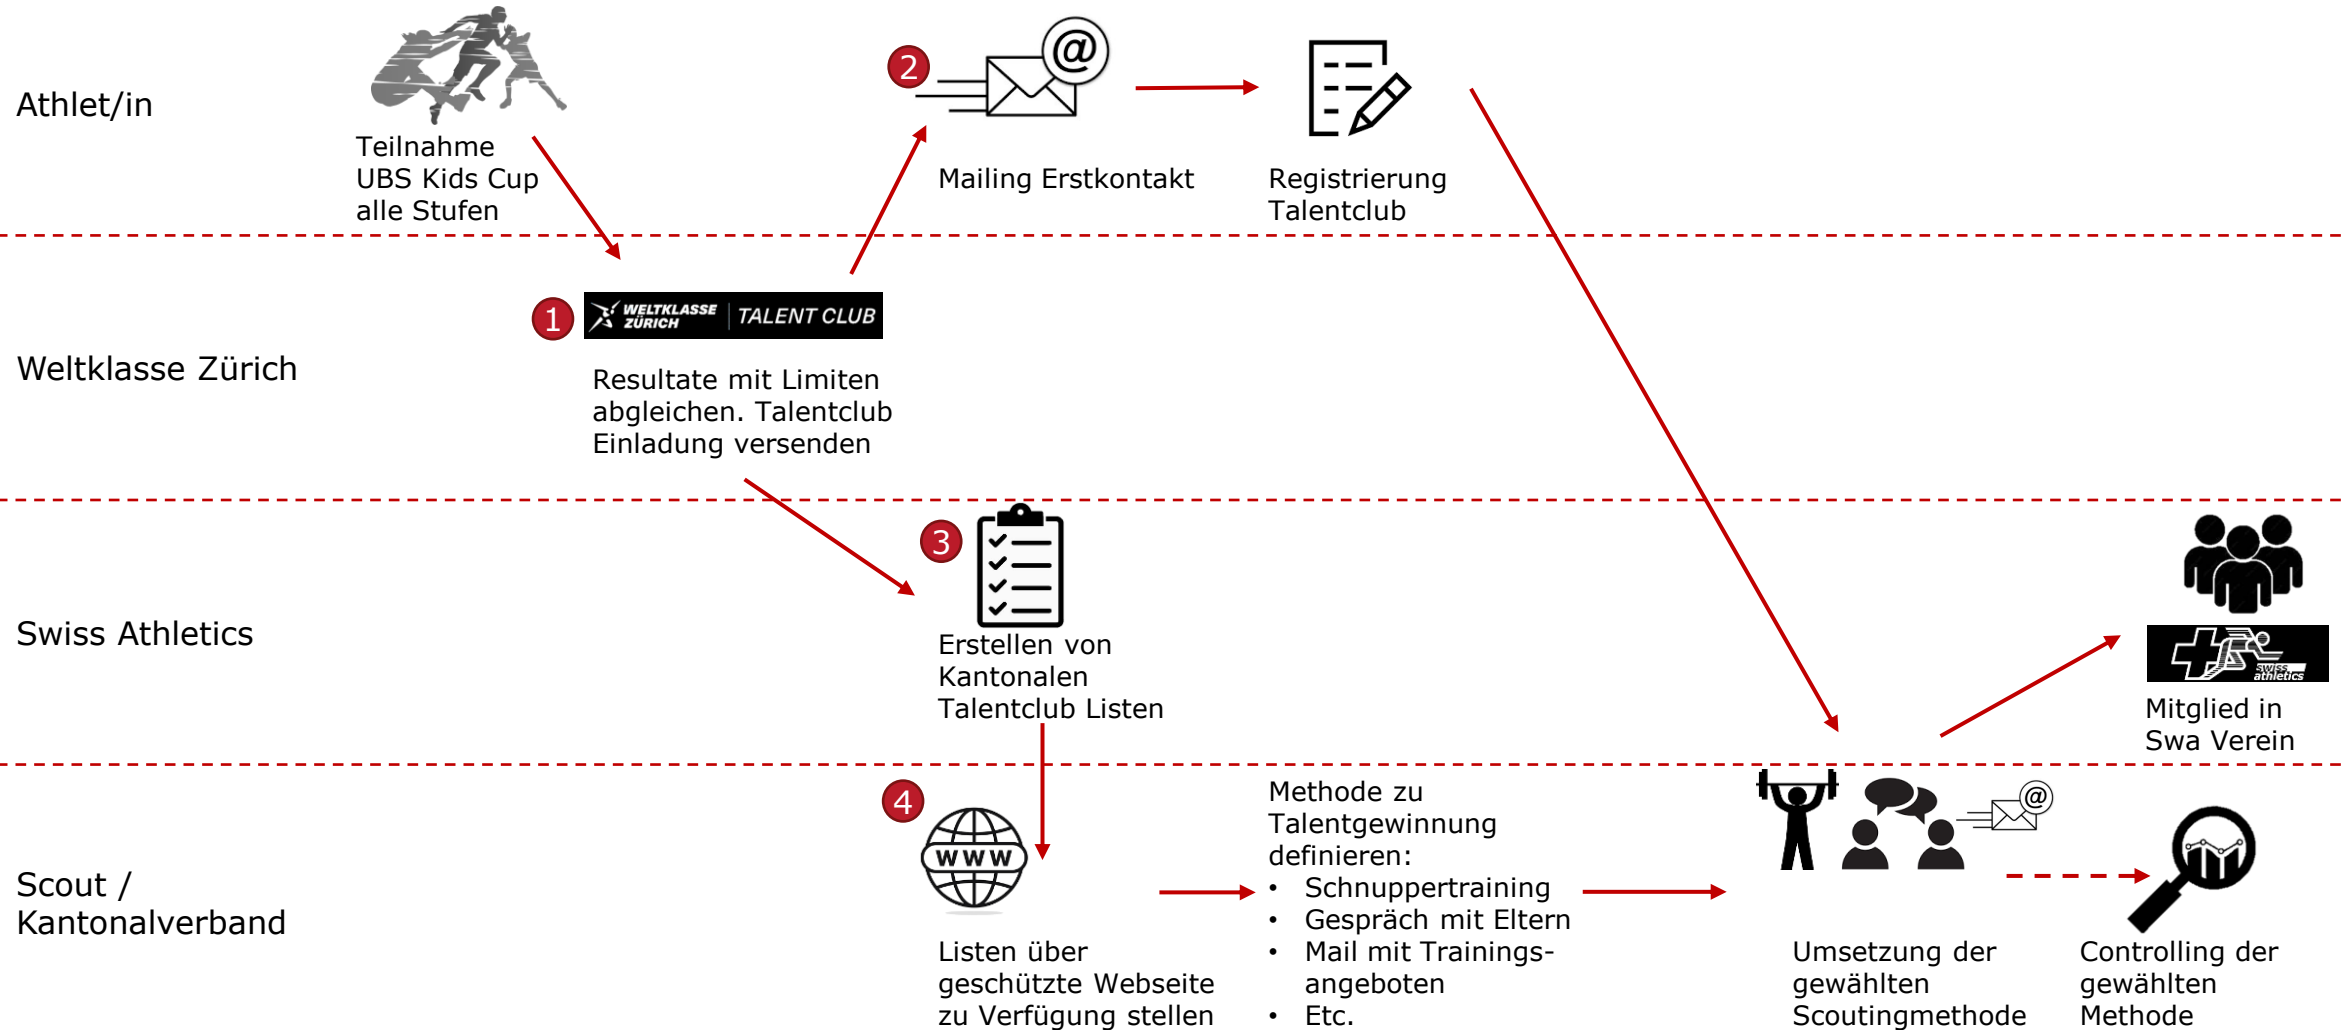 Athlet/in
Teilnahme
UBS Kids Cup
alle Stufen
2
@
Mailing Erstkontakt
Registrierung
Talentclub
Weltklasse Zürich
1
WELTKLASSE
ZÜRICH
TALENT CLUB
Resultate mit Limiten
abgleichen. Talentclub
Einladung versenden
Swiss Athletics
3
Erstellen von
Kantonalen
Talentclub Listen
swiss
athletics
Mitglied in
Swa Verein
Scout /
Kantonalverband
4
WWW
Listen über
geschützte Webseite
zu Verfügung stellen
Methode zu
Talentgewinnung
definieren:
• Schnuppertraining
• Gespräch mit Eltern
• Mail mit Trainings-
angeboten
• Etc.
@
Umsetzung der
gewählten
Scoutingmethode
Controlling der
gewählten
Methode